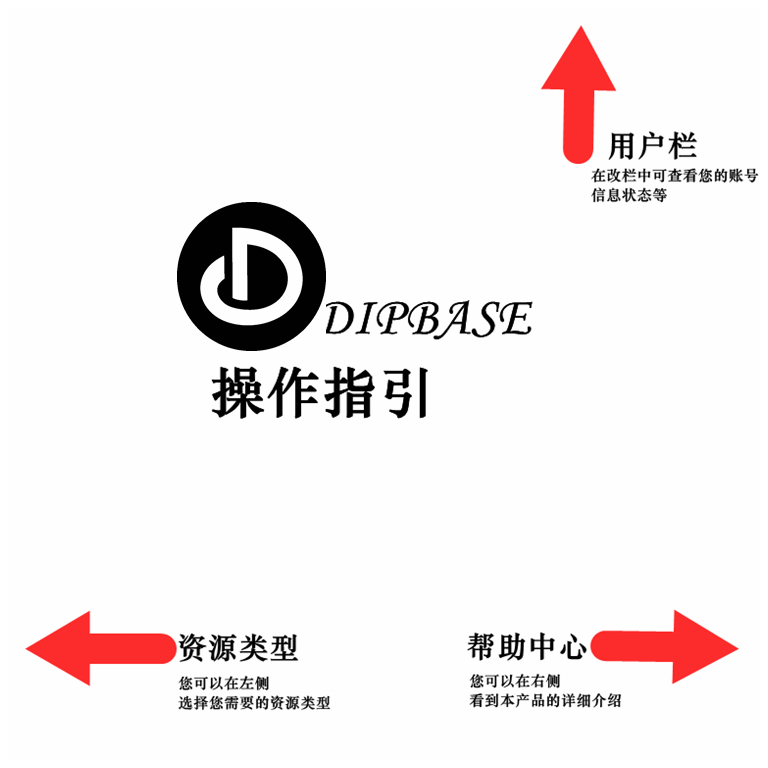 用户栏
在改栏中可查看您的账号
信息状态等
DIPBASE
操作指引
资源类型
您可以在左侧
选择您需要的资源类型
帮助中心
您可以在右侧
看到本产品的详细介绍